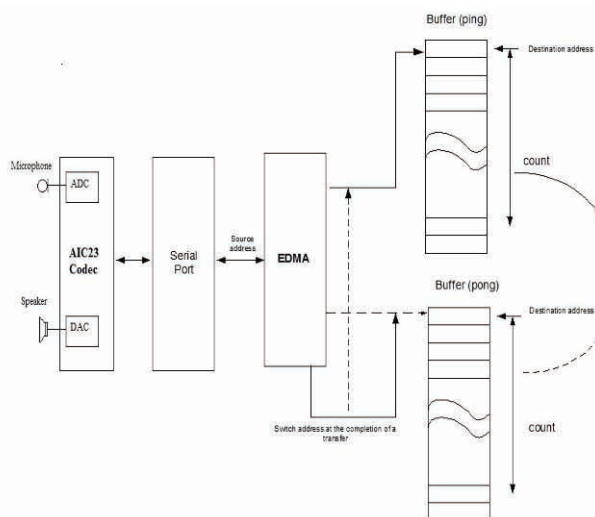 Buffer (ping)
Destination address
count
Microphone
ADC
AIC23
Codec
Serial
Port
Source
address
EDMA
Speaker
DAC
Buffer (pong)
Destination address
count
Switch address at the completion of a
transfer